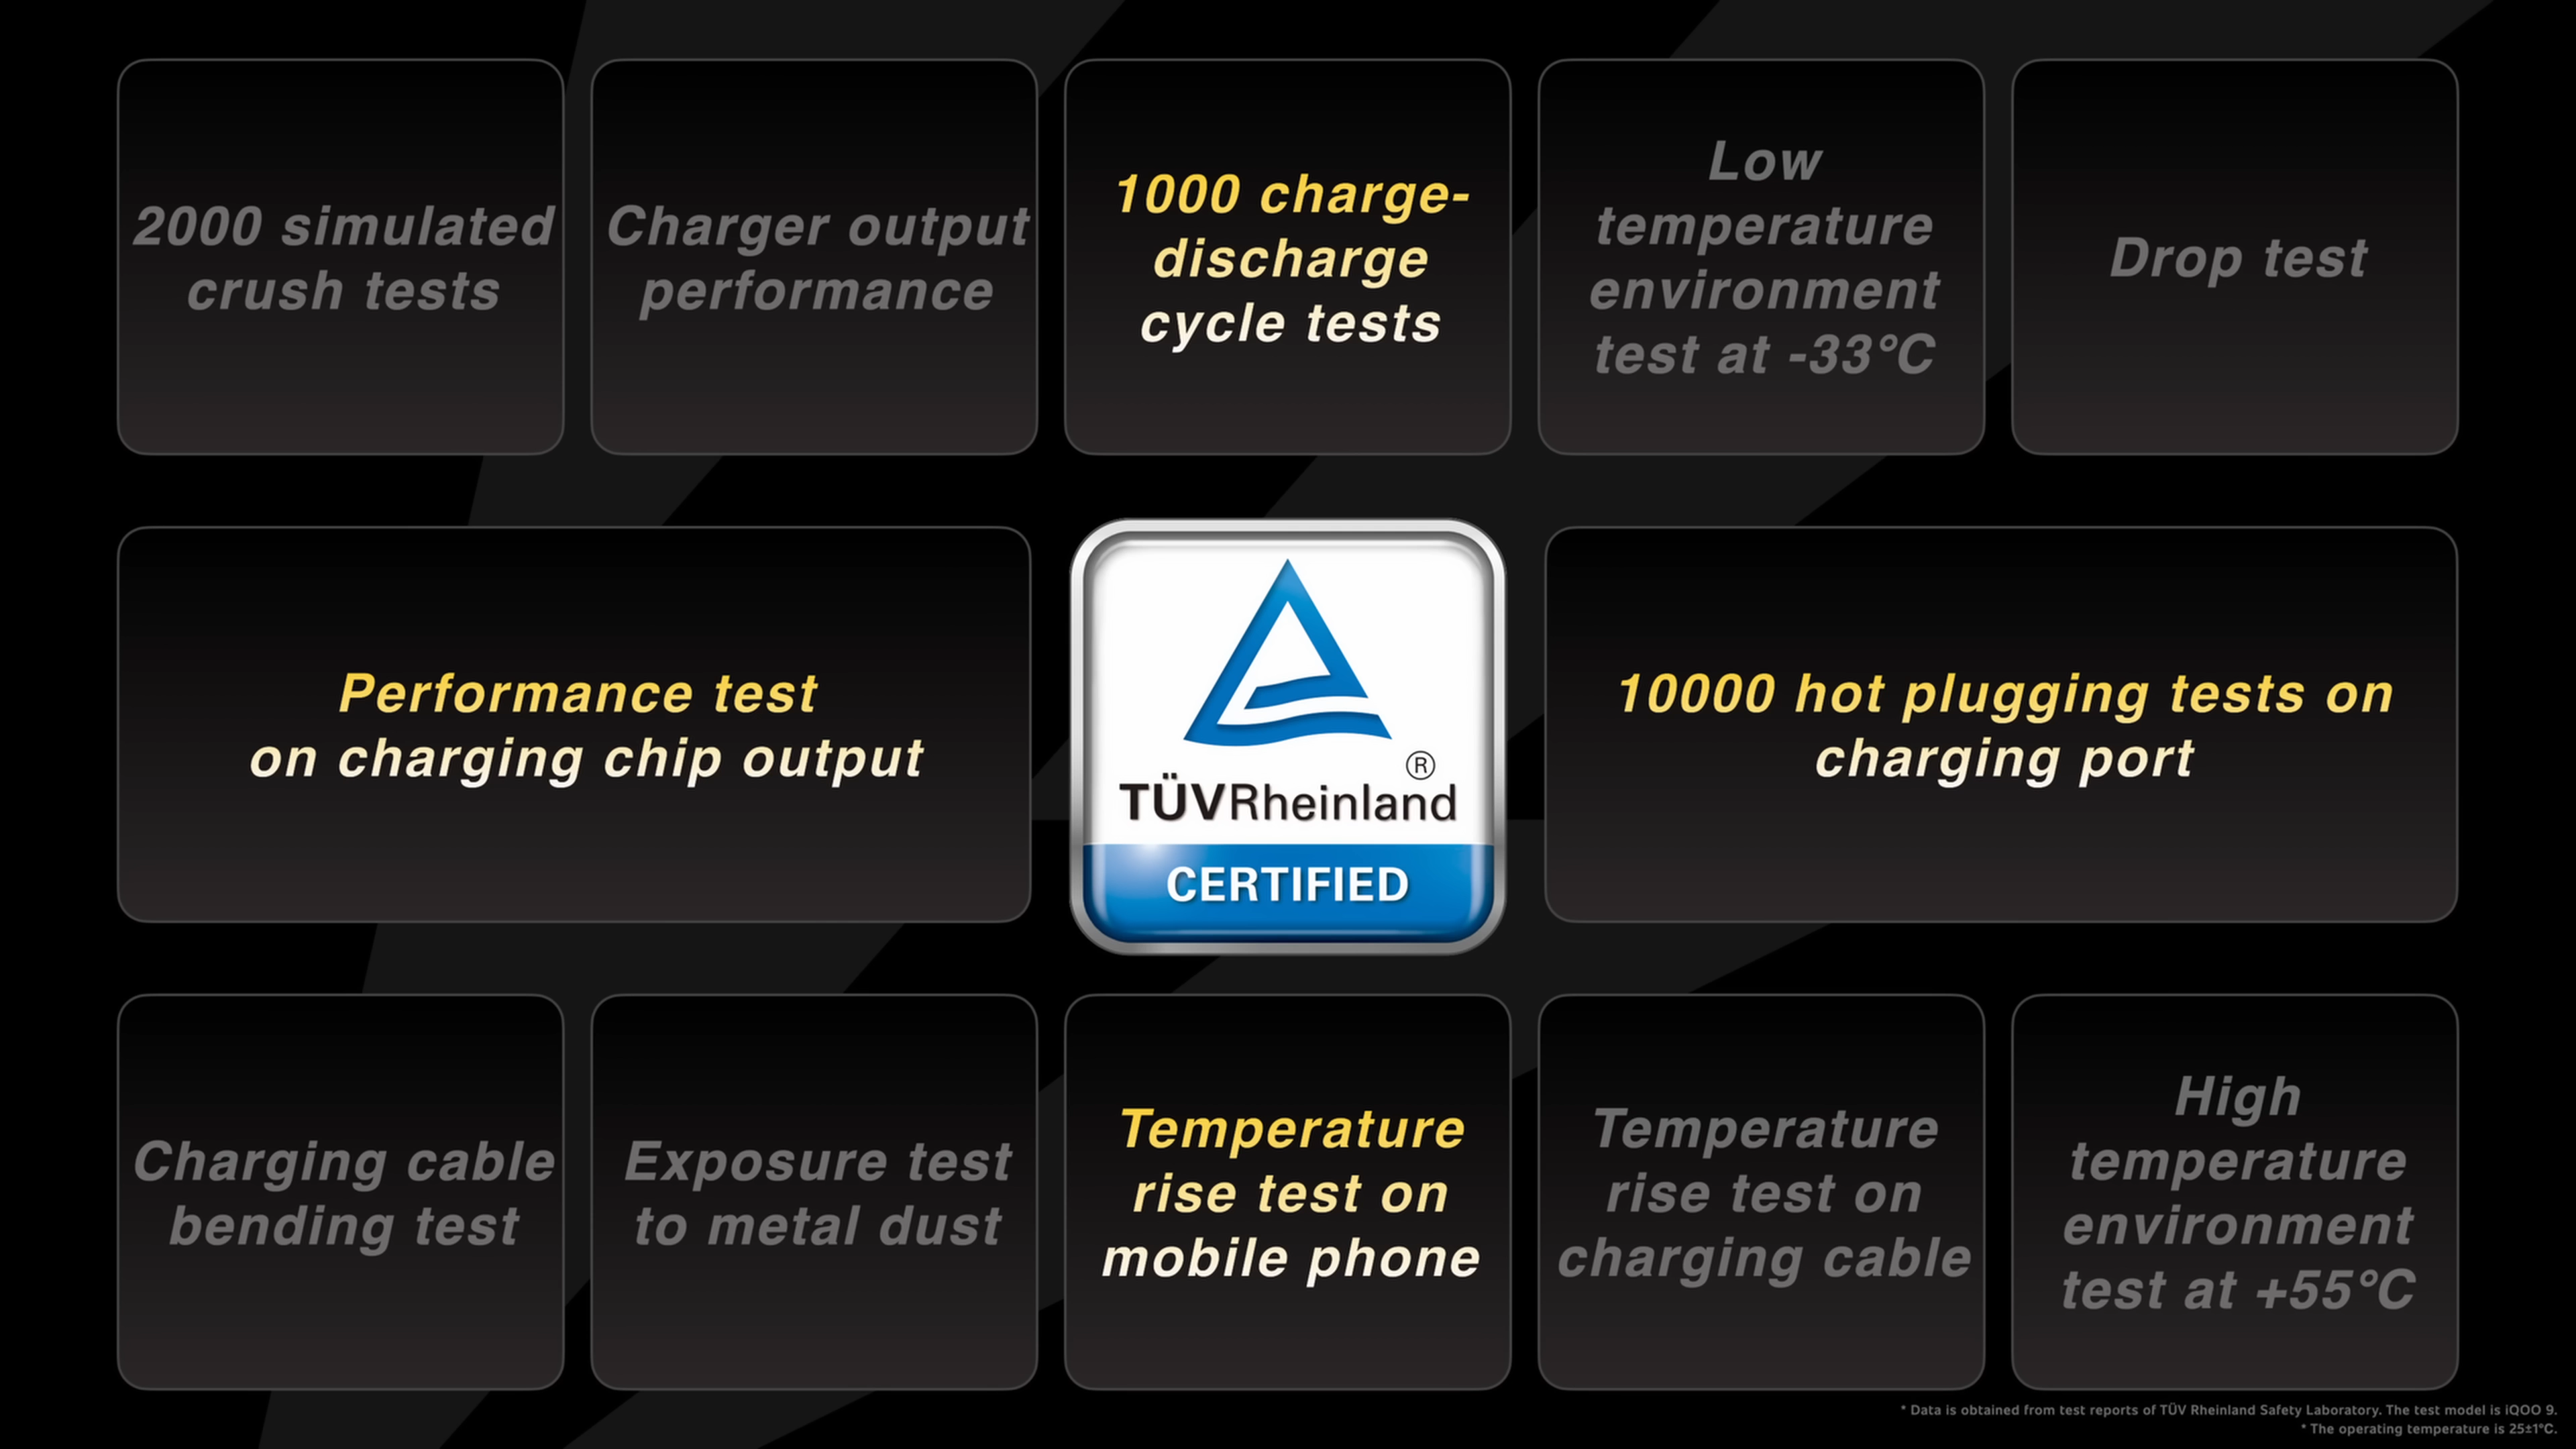 2000 simulated
crush tests
Charger output
performance
1000 charge-
discharge
cycle tests
Low
temperature
environment
test at -33°C
Drop test
Performance test
on charging chip output
®
TÜVRheinland
CERTIFIED
10000 hot plugging tests on
charging port
Charging cable
bending test
Exposure test
to metal dust
Temperature
rise test on
mobile phone
Temperature
rise test on
charging cable
High
temperature
environment
test at +55°C
* Data is obtained from test reports of TÜV Rheinland Safety Laboratory. The test model is iQOO 9.
* The operating temperature is 25±1°C.